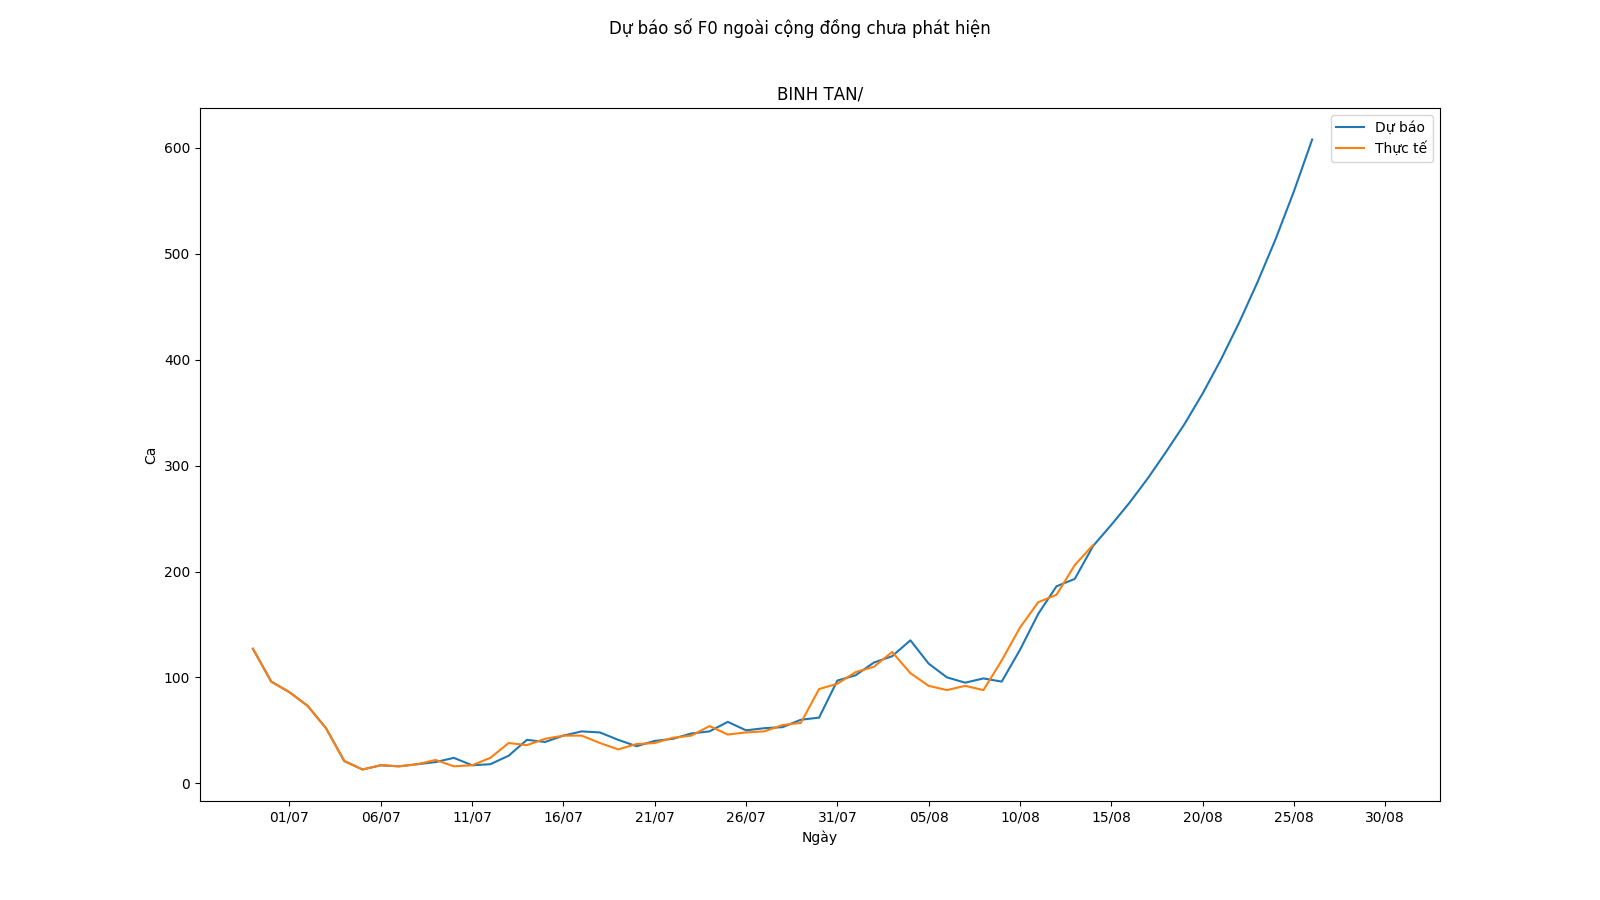 Dự báo số F0 ngoài cộng đồng chưa phát hiện
BINH TAN/
Dự báo
Thực tế
600
500
400
300
200
100
0
Ca
01/07 06/07 11/07 16/07 21/07 26/07 31/07 05/08 10/08 15/08 20/08 25/08 30/08
Ngày